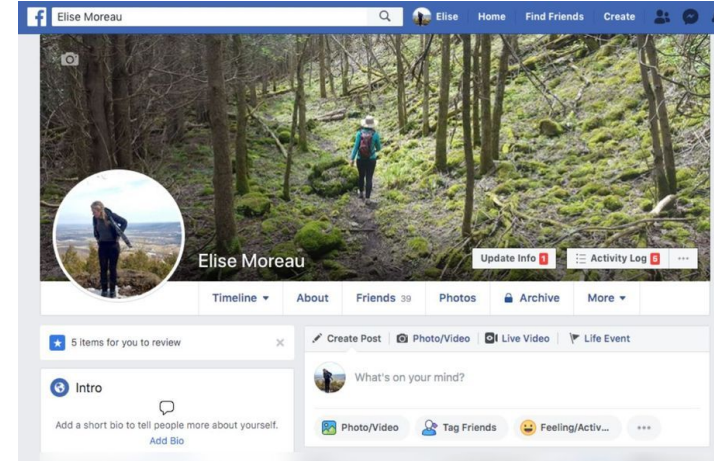 f Elise Moreau Elise Home Find Friends Create
Elise Moreau
Update Info 1 Activity Log 6 ...
Timeline About Friends 39 Photos Archive More
5 items for you to review
Create Post Photo/Video Live Video Life Event
Intro
What's on your mind?
Add a short bio to tell people more about yourself.
Add Bio
Photo/Video Tag Friends Feeling/Activ... ...